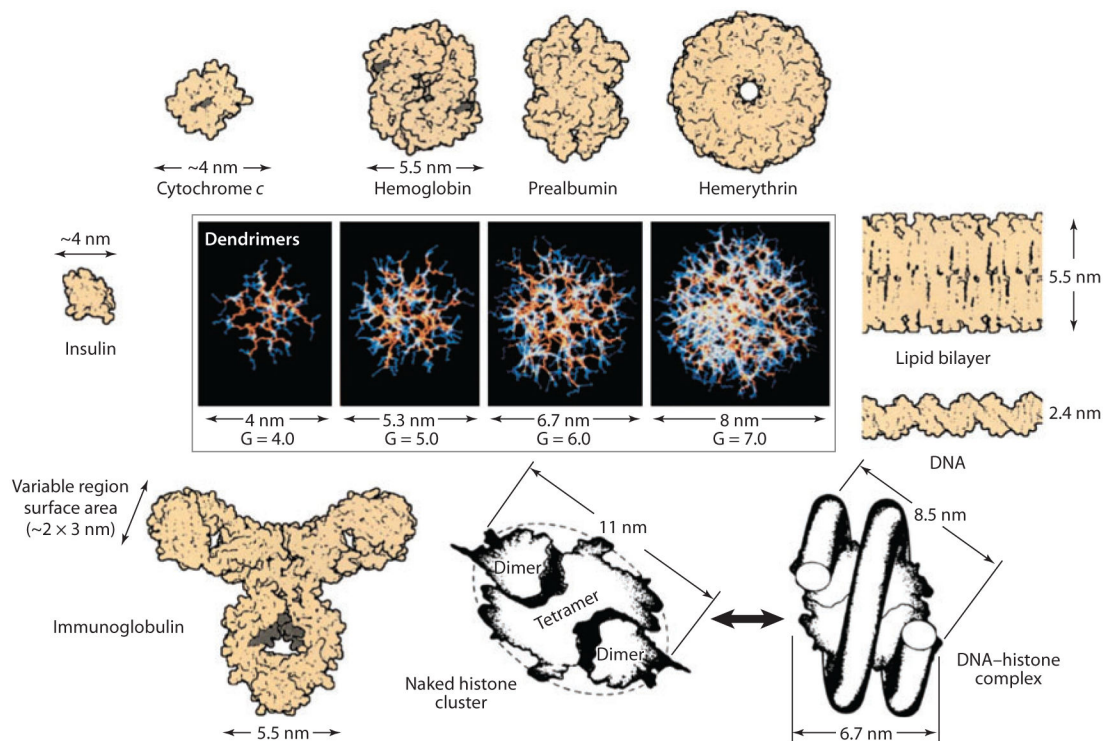 ~4 nm
Cytochrome c
5.5 nm
Hemoglobin
Prealbumin
Hemerythrin
~4 nm
Insulin
Dendrimers
4 nm
G = 4.0
5.3 nm
G = 5.0
6.7 nm
G = 6.0
8 nm
G = 7.0
5.5 nm
Lipid bilayer
2.4 nm
DNA
Variable region
surface area
(~2 × 3 nm)
Immunoglobulin
5.5 nm
11 nm
Dimer
Tetramer
Dimer
Naked histone
cluster
8.5 nm
DNA–histone
complex
6.7 nm